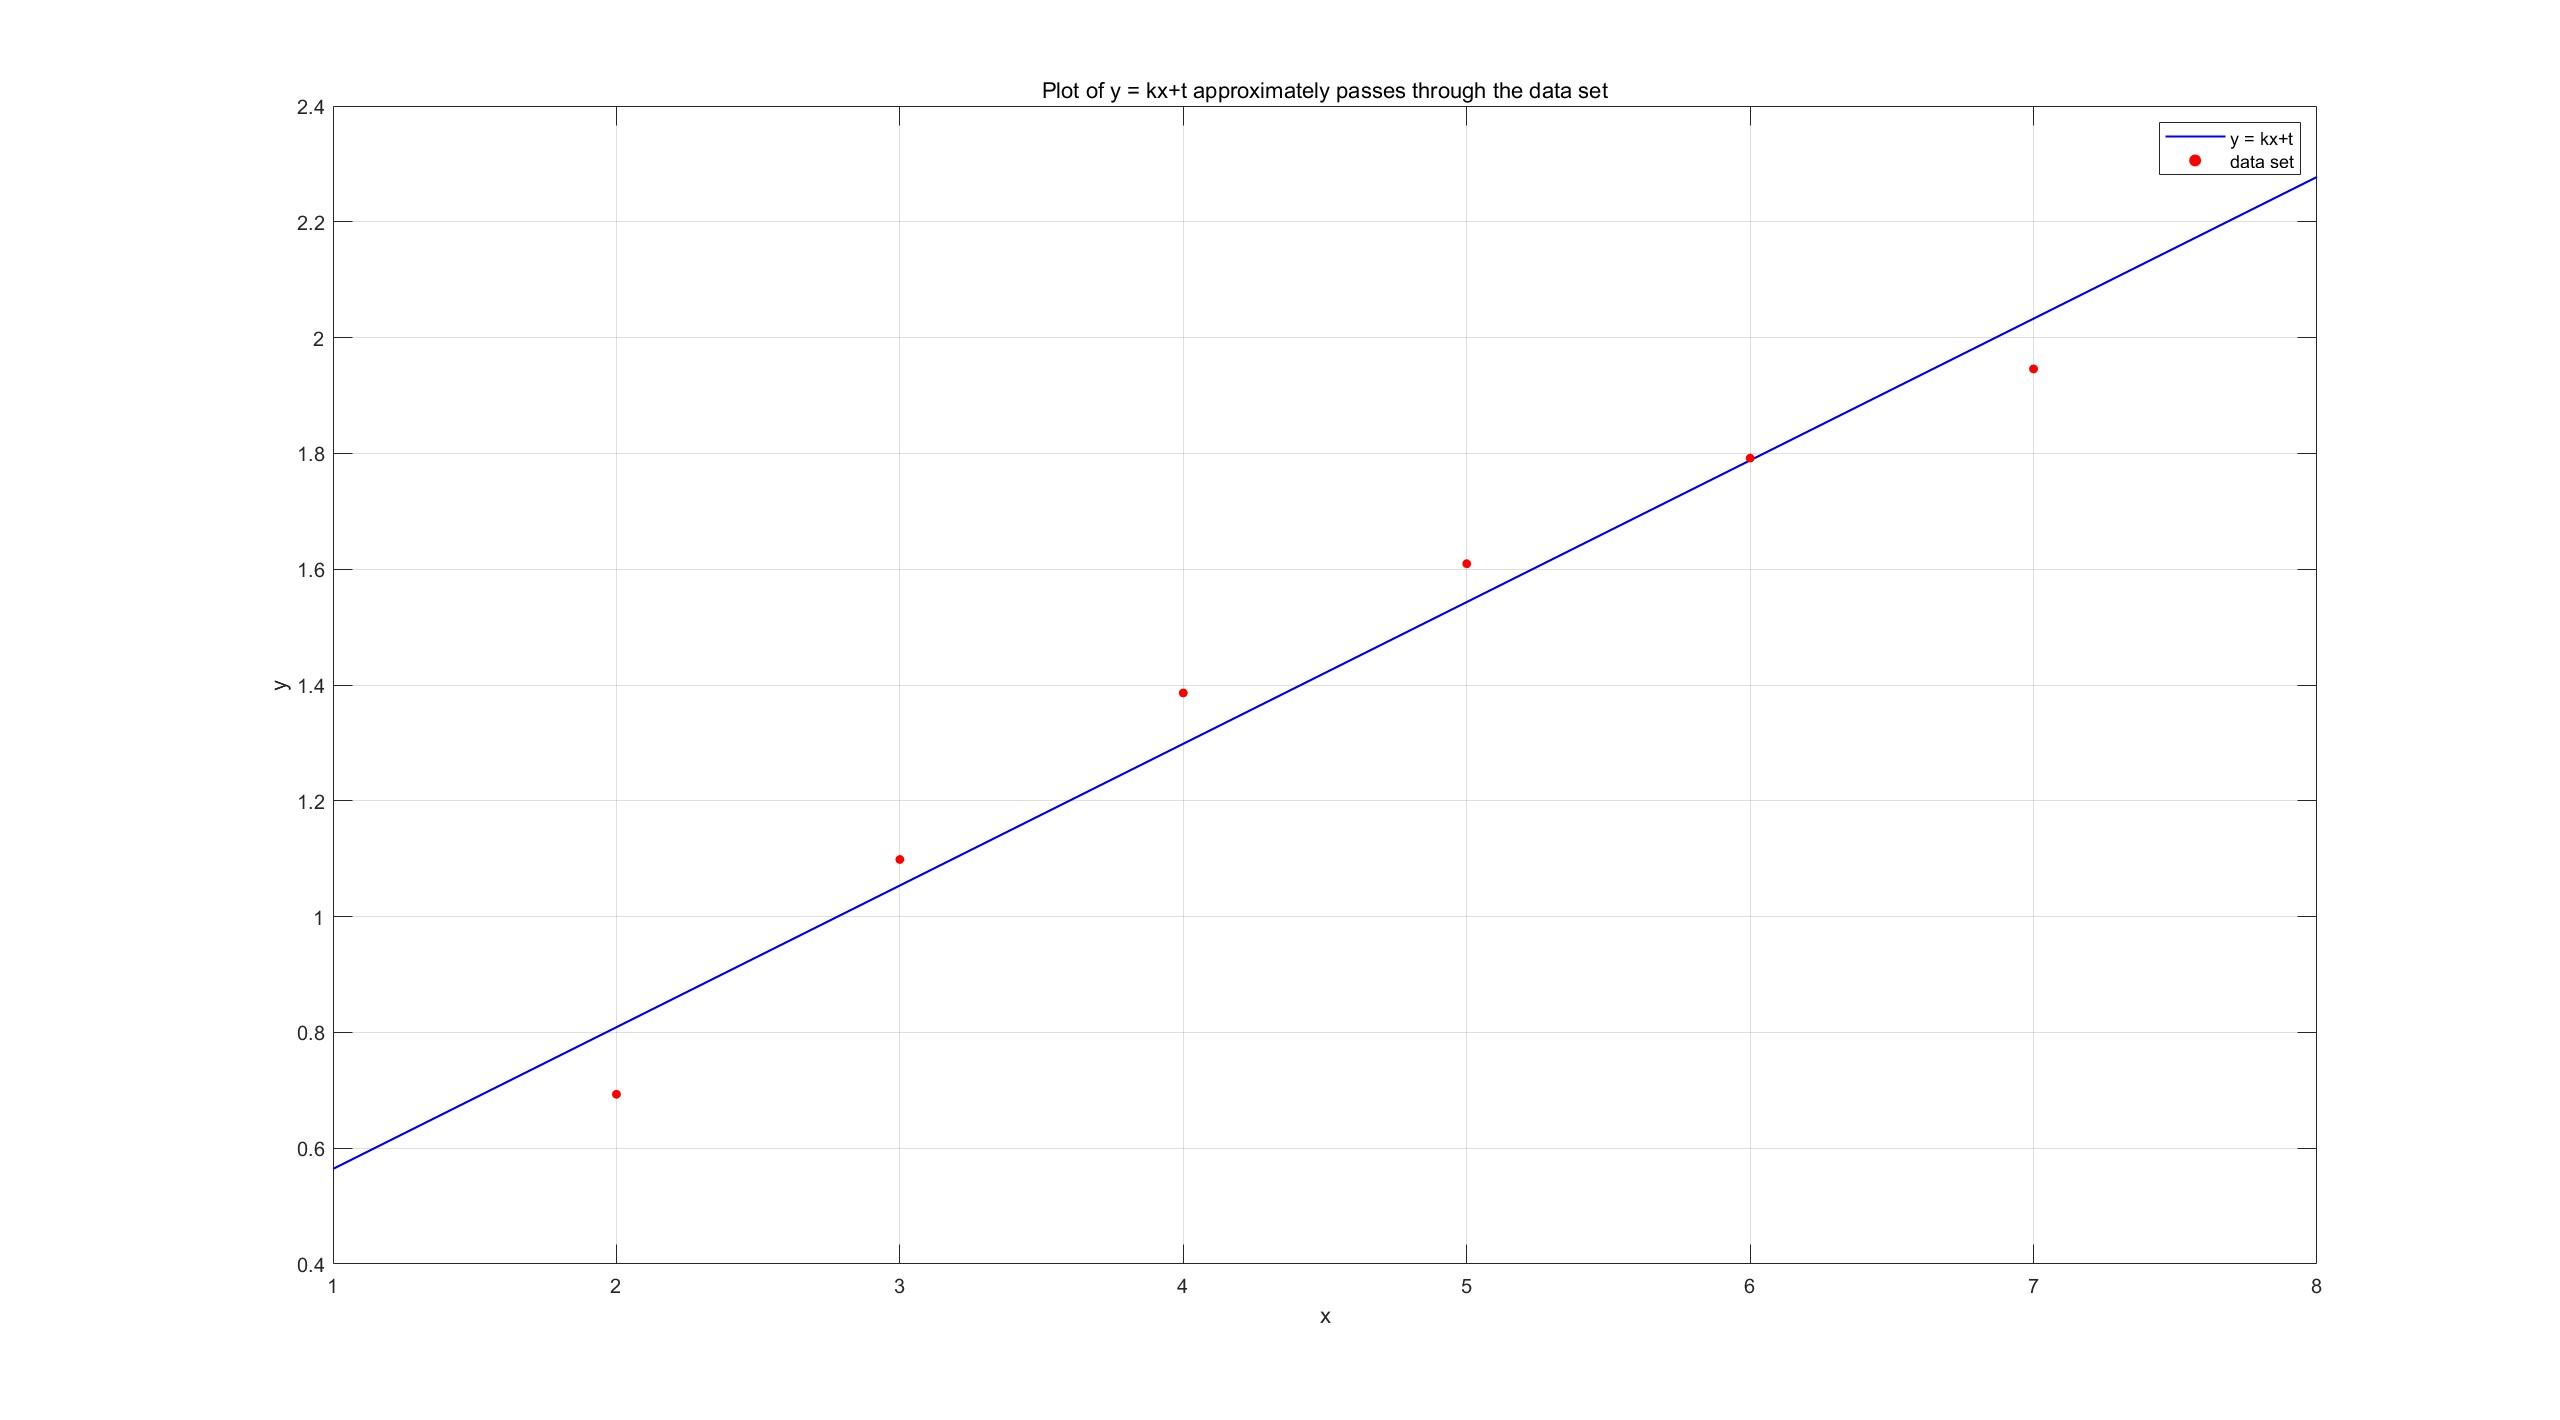 Plot of y = kx+t approximately passes through the data set
2.4
y = kx+t
data set
2.2
2
1.8
1.6
y
1.4
1.2
1
0.8
0.6
0.4
1 2 3 4 5 6 7 8
x